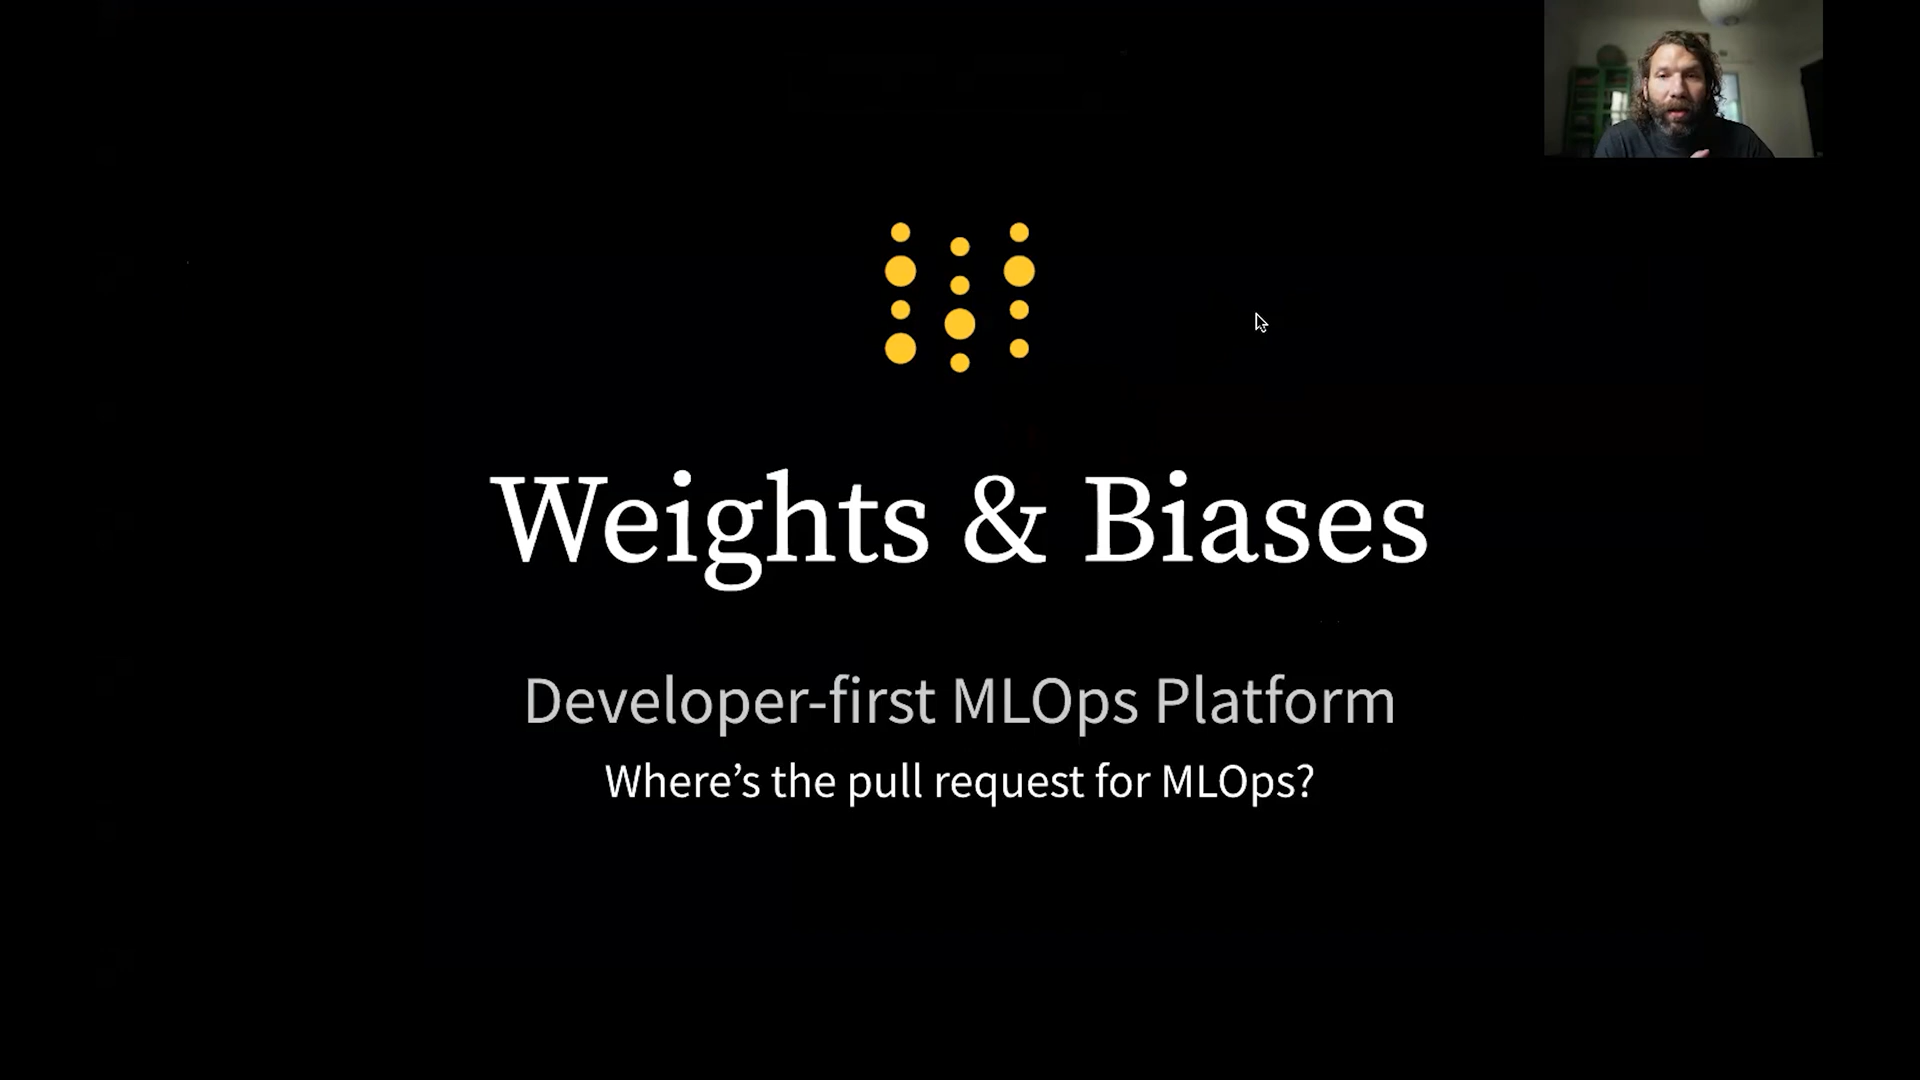 Weights & Biases
Developer-first MLOps Platform
Where’s the pull request for MLOps?